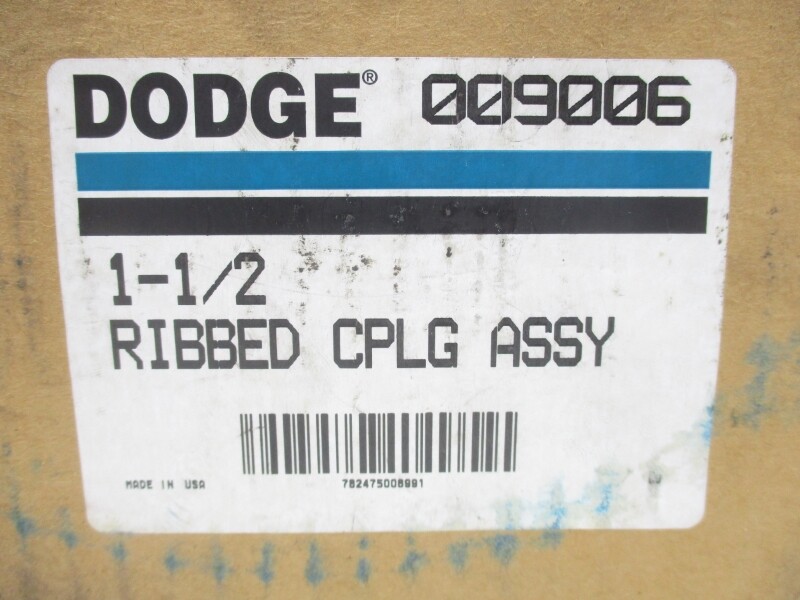 DODGE® 009006
1-1/2
RIBBED CPLG ASSY
782475008991
MADE IN USA